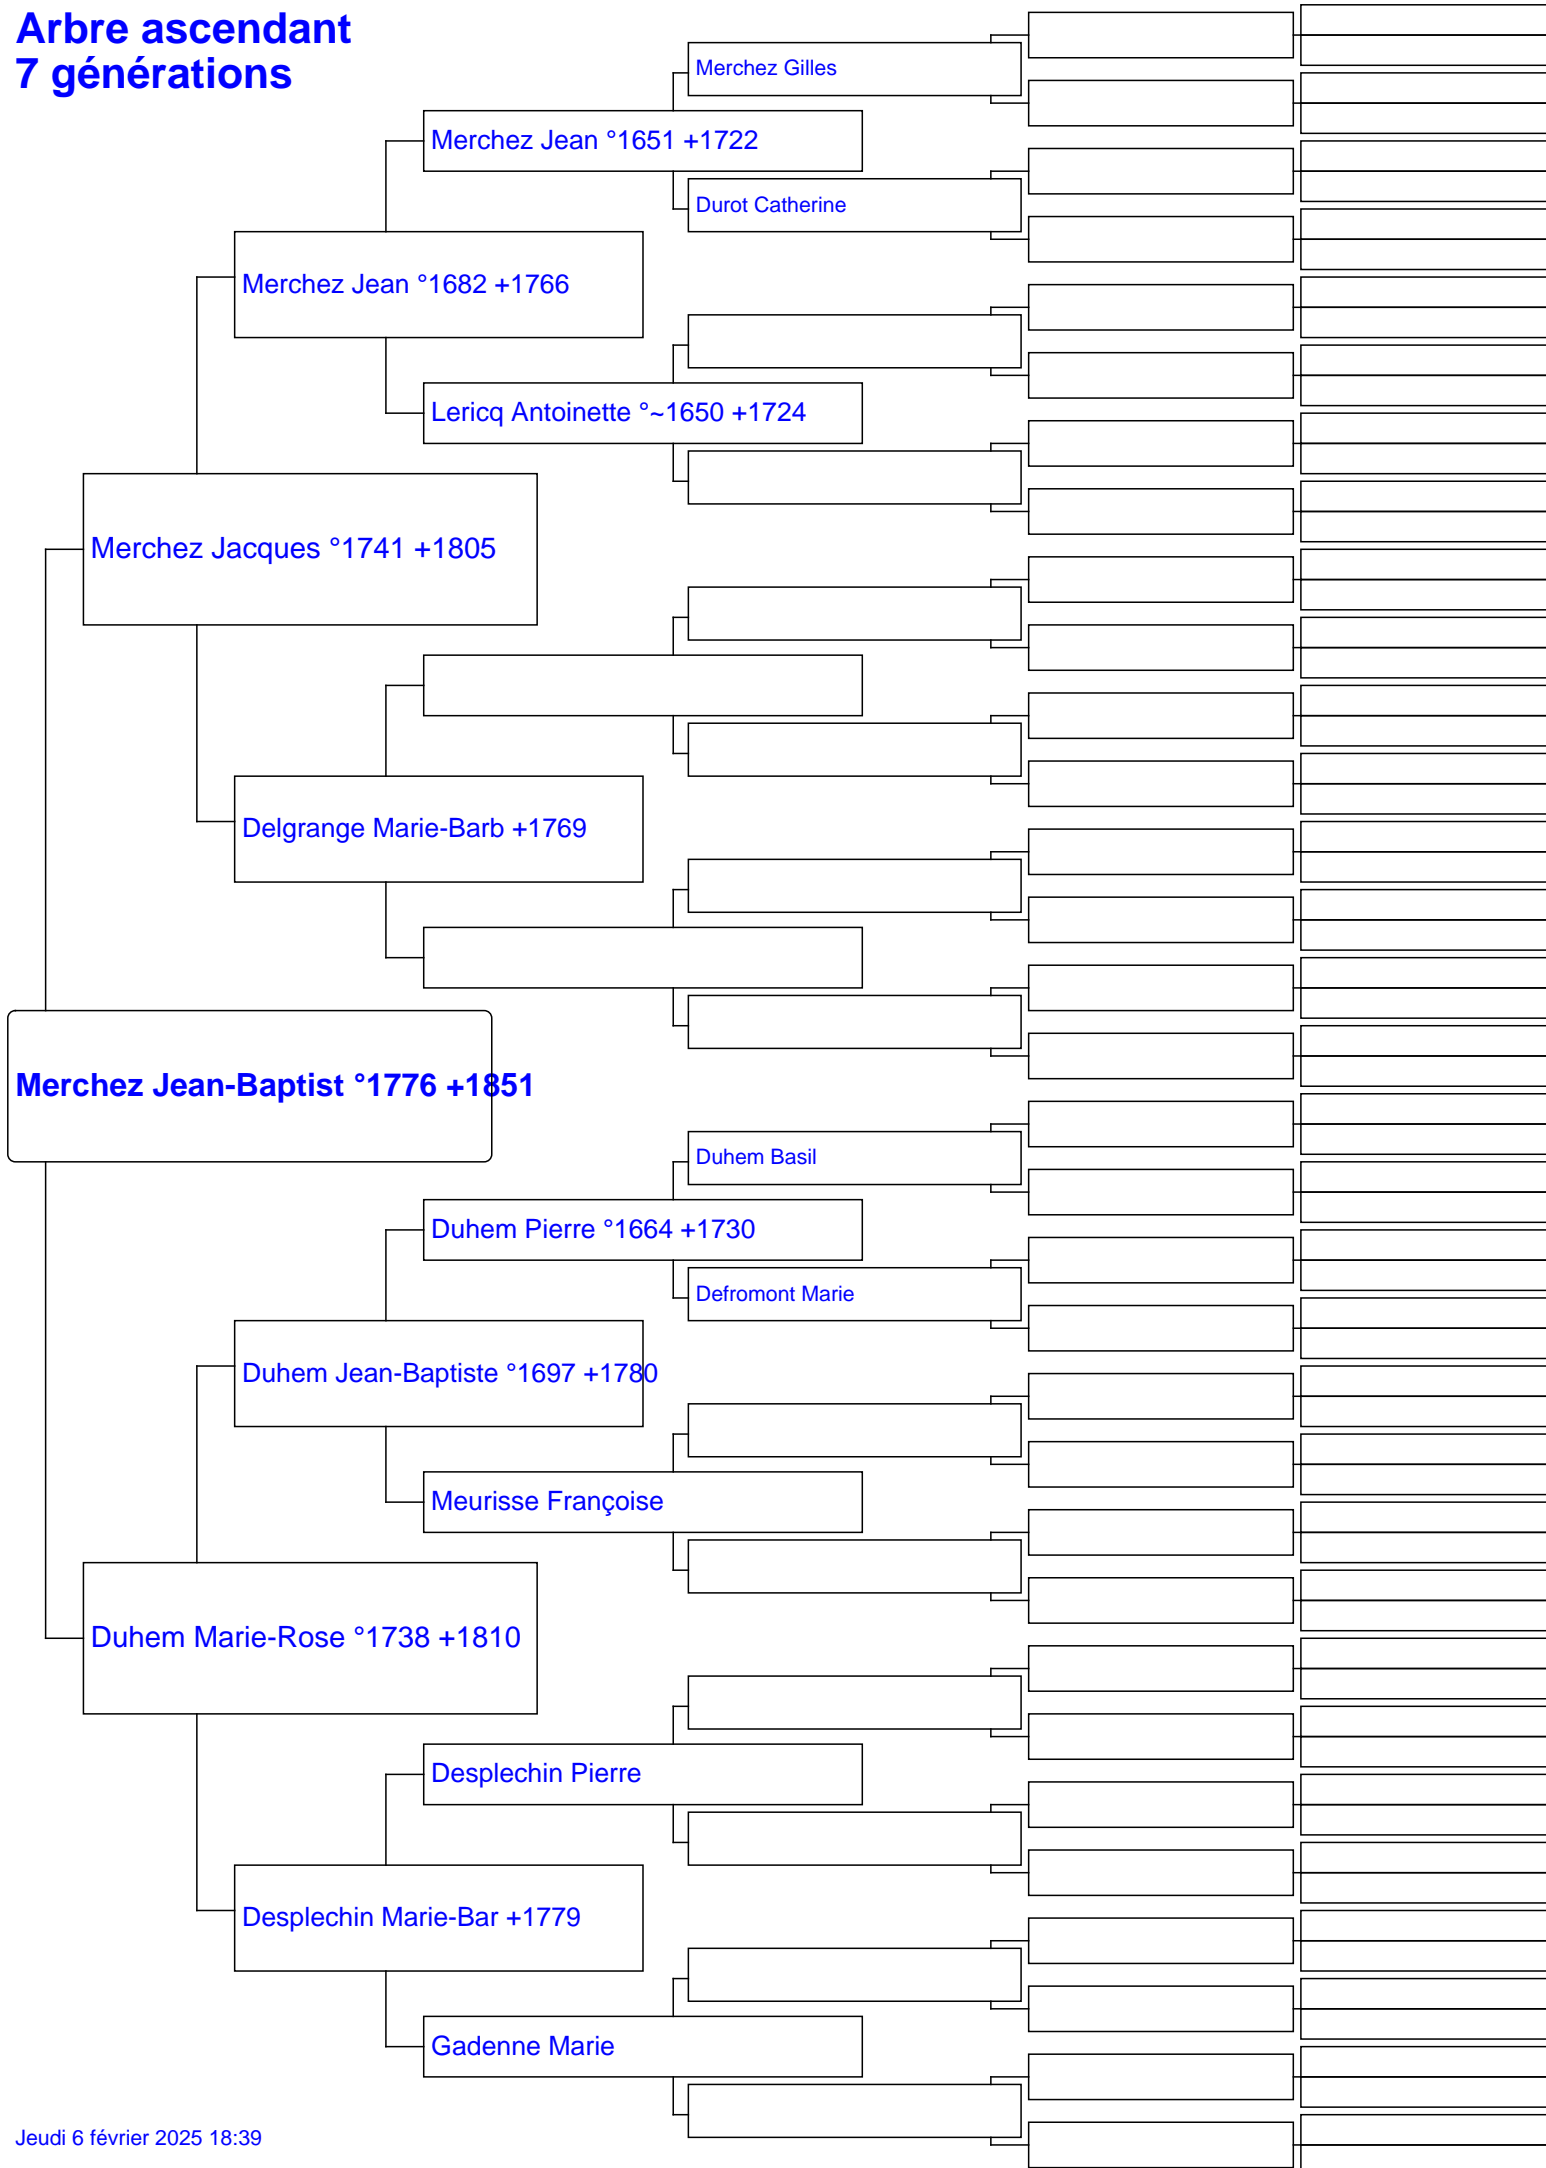 Arbre ascendant
7 générations
Merchez Gilles
Merchez Jean °1651 +1722
Durot Catherine
Merchez Jean °1682 +1766
Lericq Antoinette °~1650 +1724
Merchez Jacques °1741 +1805
Delgrange Marie-Barb +1769
Merchez Jean-Baptist °1776 +1851
Duhem Basil
Duhem Pierre °1664 +1730
Defromont Marie
Duhem Jean-Baptiste °1697 +1780
Meurisse Françoise
Duhem Marie-Rose °1738 +1810
Desplechin Pierre
Desplechin Marie-Bar +1779
Gadenne Marie
Jeudi 6 février 2025 18:39